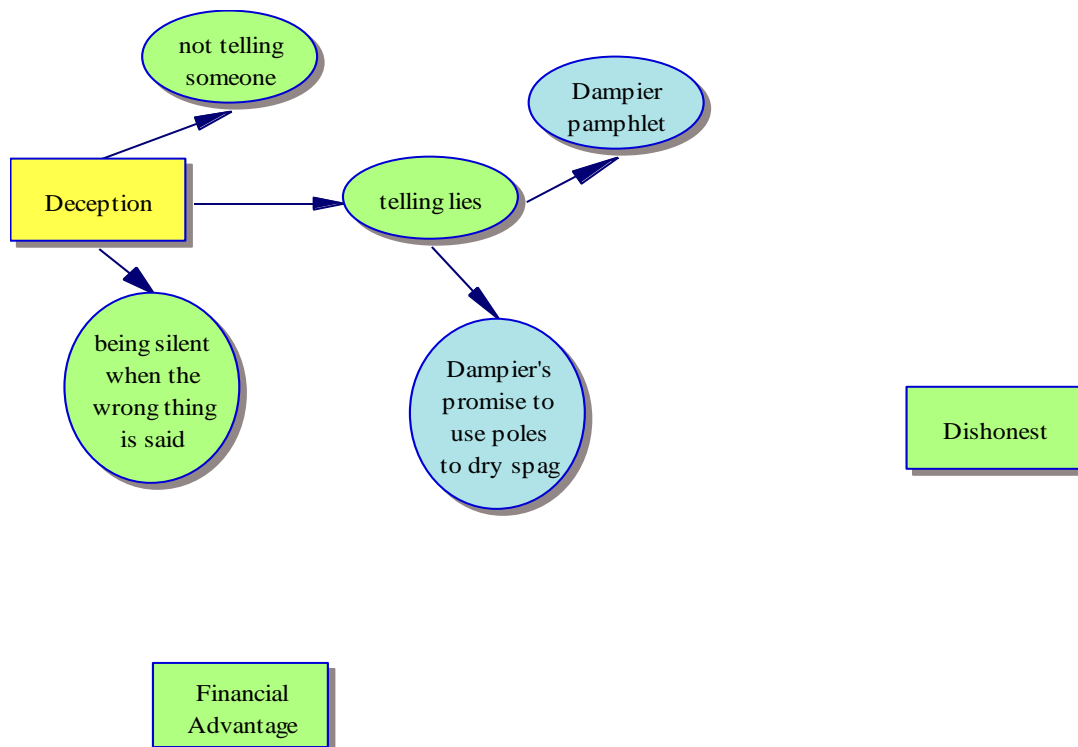 not telling
someone
Dampier
pamphlet
Deception
telling lies
being silent
when the
wrong thing
is said
Dampier's
promise to
use poles
to dry spag
Dishonest
Financial
Advantage